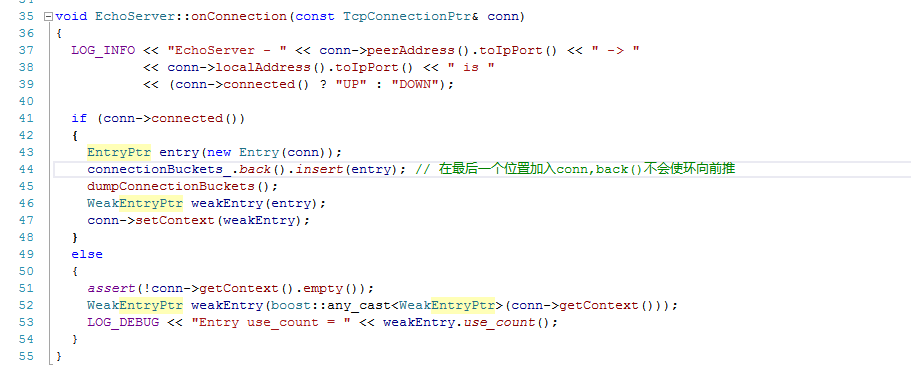 35 void EchoServer::onConnection(const TcpConnectionPtr& conn)
36 {
37   LOG_INFO << "EchoServer - " << conn->peerAddress().toIpPort() << " -> "
38            << conn->localAddress().toIpPort() << " is "
39            << (conn->connected() ? "UP" : "DOWN");
40
41   if (conn->connected())
42   {
43     EntryPtr entry(new Entry(conn));
44     connectionBuckets_.back().insert(entry); // 在最后一个位置加入conn,back()不会使环向前推
45     dumpConnectionBuckets();
46     WeakEntryPtr weakEntry(entry);
47     conn->setContext(weakEntry);
48   }
49   else
50   {
51     assert(!conn->getContext().empty());
52     WeakEntryPtr weakEntry(boost::any_cast<WeakEntryPtr>(conn->getContext()));
53     LOG_DEBUG << "Entry use_count = " << weakEntry.use_count();
54   }
55 }